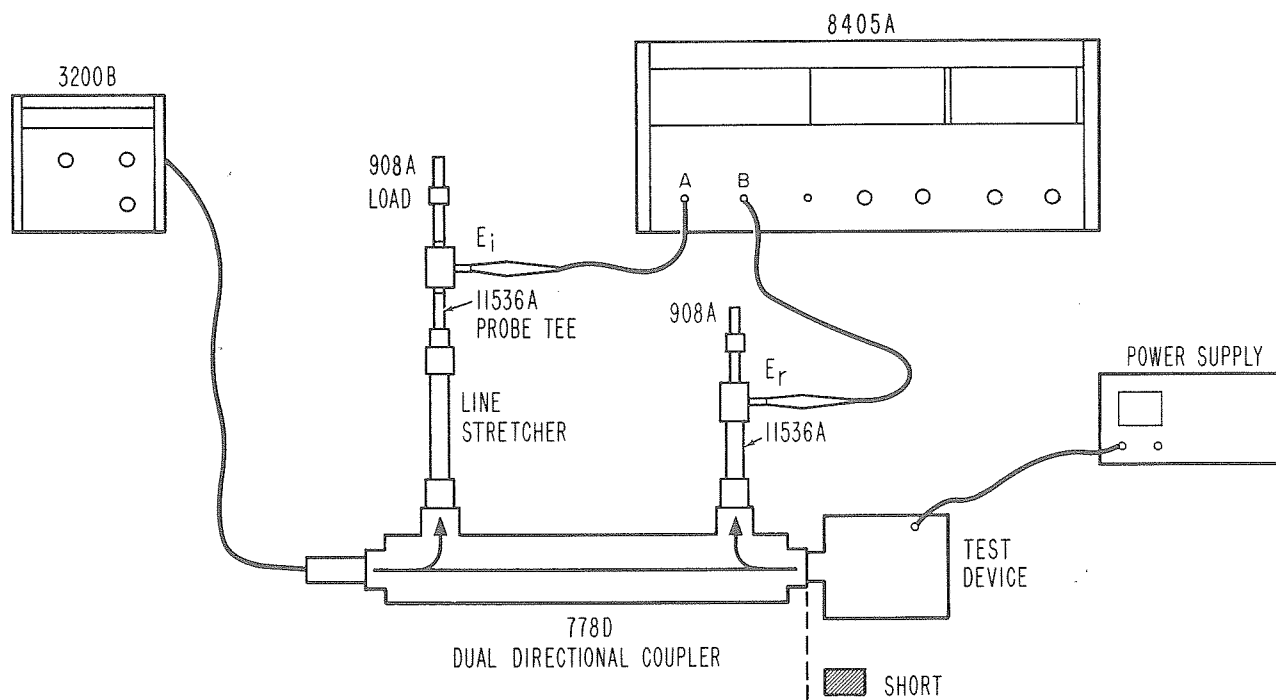 8405A
3200B
908A
LOAD
A
B
Ei
11536A
PROBE TEE
908A
Er
POWER SUPPLY
LINE
STRETCHER
11536A
TEST
DEVICE
778D
DUAL DIRECTIONAL COUPLER
SHORT